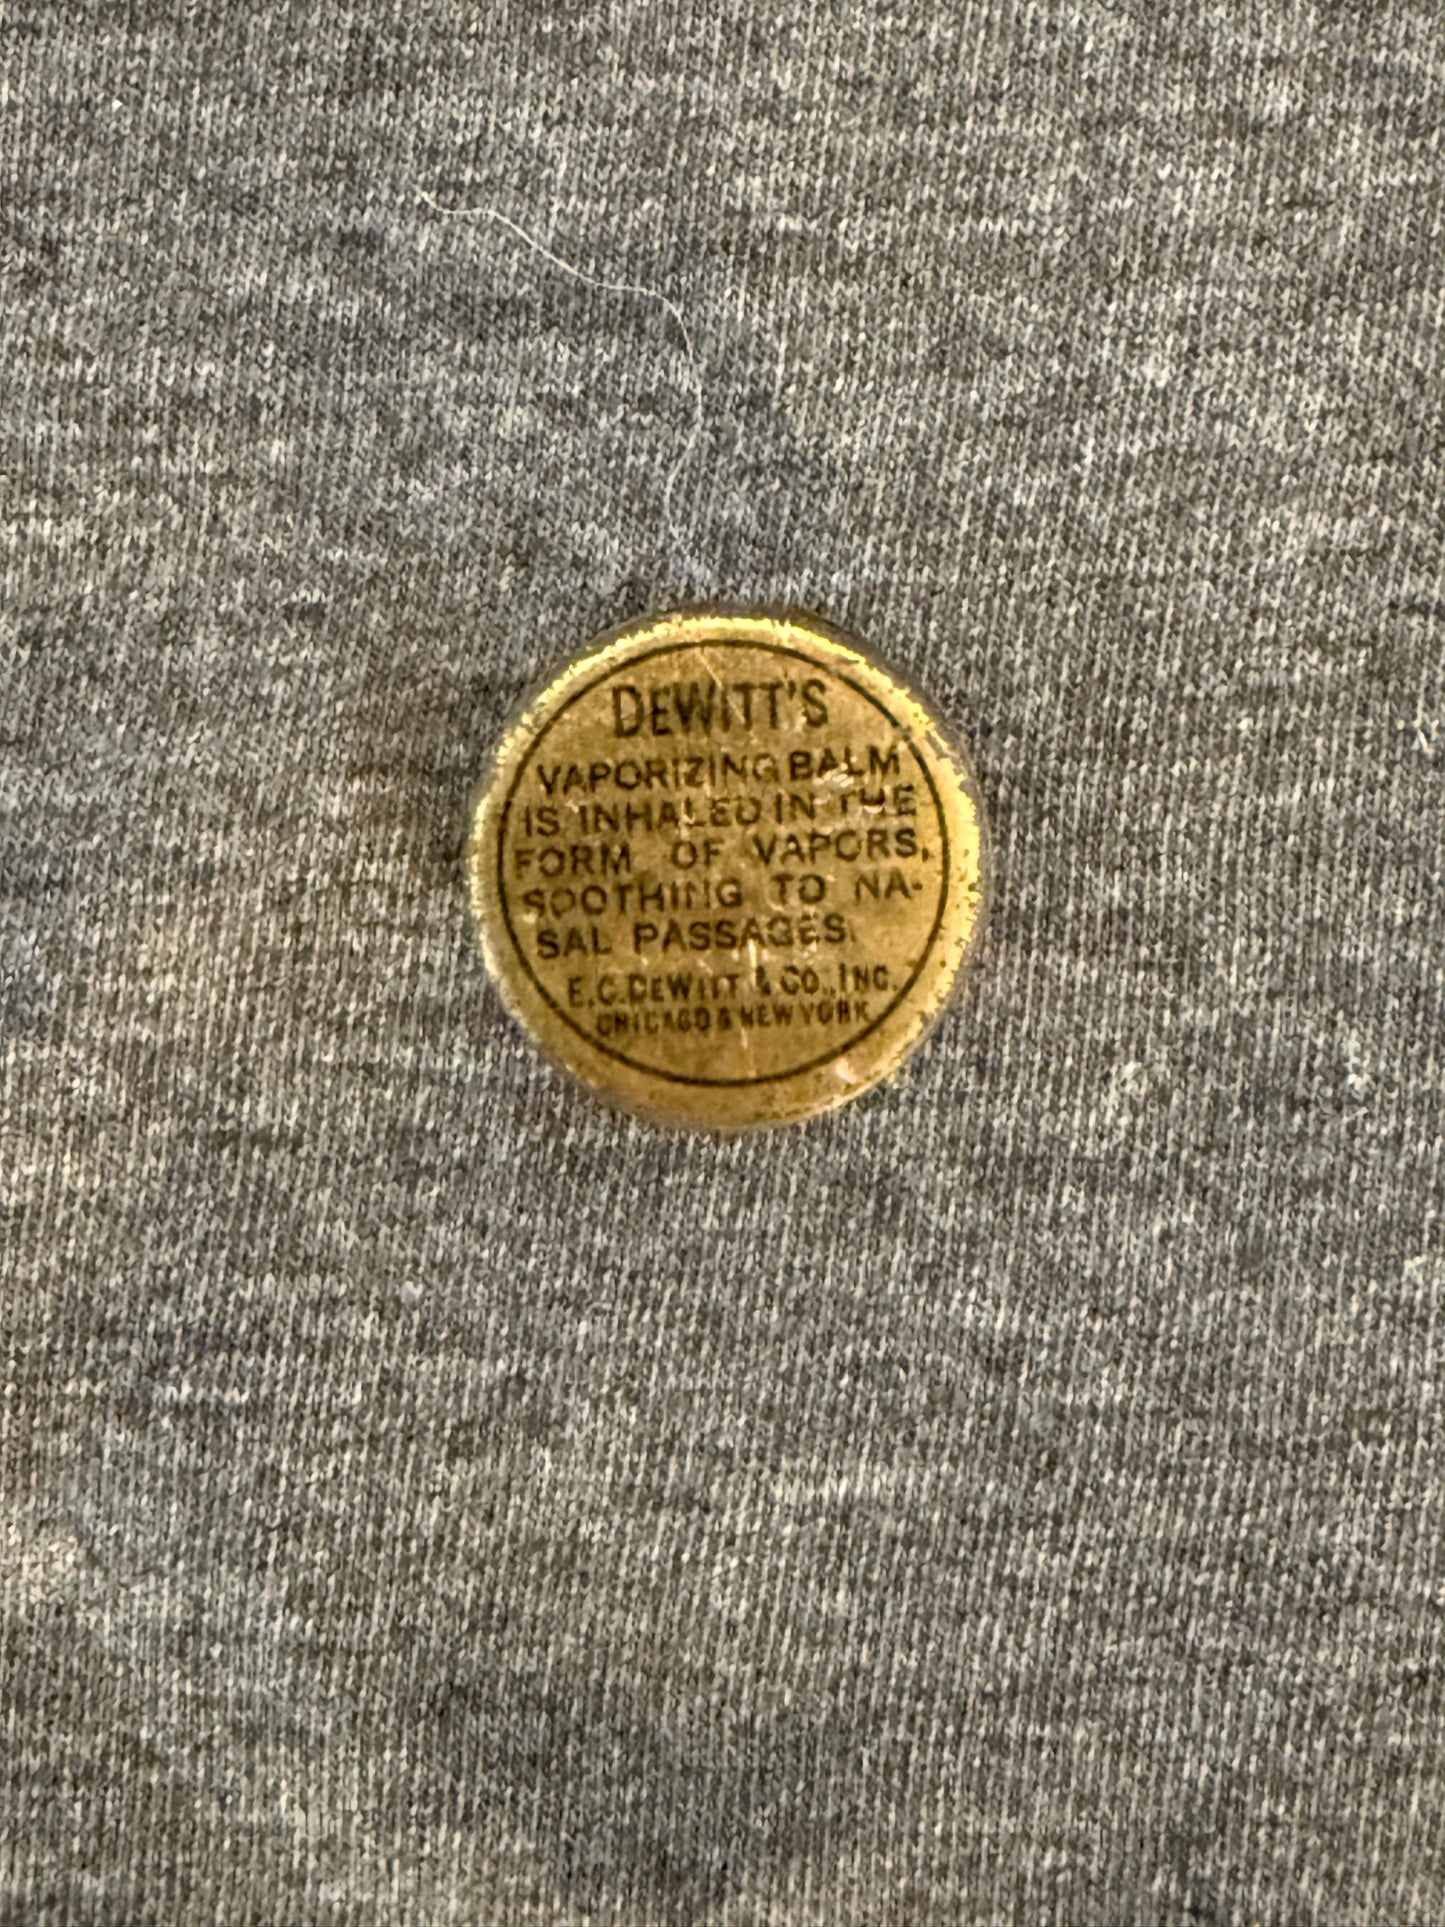 DEWITT'S
VAPORIZING BALM
IS INHALED IN THE
FORM OF VAPORS,
SOOTHING TO NA-
SAL PASSAGES.
E.C. DEWITT & CO., INC.
CHICAGO & NEW YORK